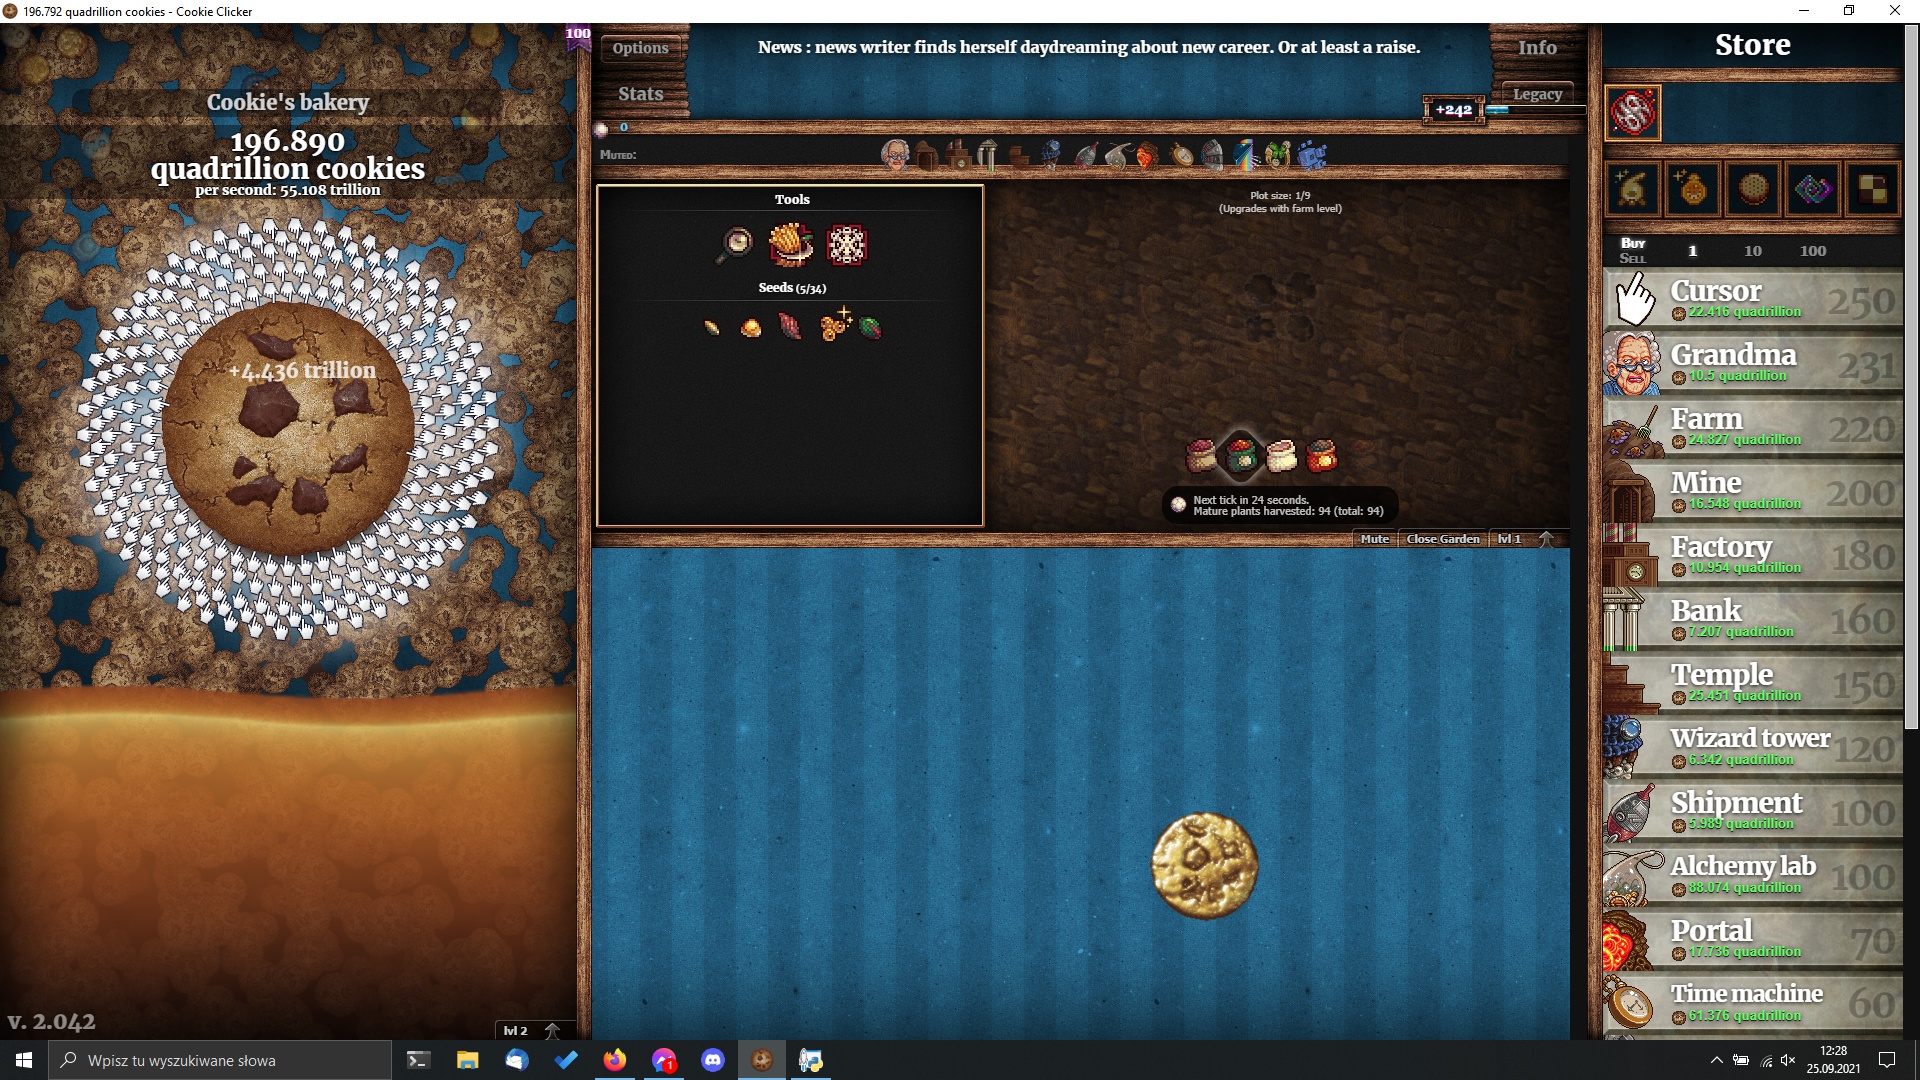 196.792 quadrillion cookies - Cookie Clicker
100
Options
News : news writer finds herself daydreaming about new career. Or at least a raise.
Info
Stats
Legacy
+242
Cookie's bakery
196.890
quadrillion cookies
per second: 55.108 trillion
+4.436 trillion
v. 2.042
lvl 2
0
Muted:
Tools
Seeds (5/34)
Plot size: 1/9
(Upgrades with farm level)
Next tick in 24 seconds.
Mature plants harvested: 94 (total: 94)
Mute
Close Garden
lvl 1
Store
Buy
Sell
1 10 100
Cursor 250
22.416 quadrillion
Grandma 231
10.5 quadrillion
Farm 220
24.827 quadrillion
Mine 200
16.548 quadrillion
Factory 180
10.954 quadrillion
Bank 160
7.207 quadrillion
Temple 150
25.451 quadrillion
Wizard tower 120
6.342 quadrillion
Shipment 100
5.989 quadrillion
Alchemy lab 100
88.074 quadrillion
Portal 70
17.736 quadrillion
Time machine 60
61.376 quadrillion
Wpisz tu wyszukiwane słowo
1
12:28
25.09.2021